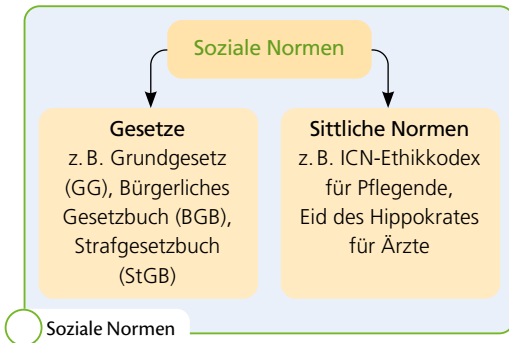 Soziale Normen
Gesetze
z. B. Grundgesetz
(GG), Bürgerliches
Gesetzbuch (BGB),
Strafgesetzbuch
(StGB)
Sittliche Normen
z. B. ICN-Ethikkodex
für Pflegende,
Eid des Hippokrates
für Ärzte
Soziale Normen